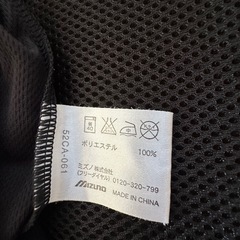 ポリエステル 100%
ミズノ株式会社
(フリーダイヤル) 0120-320-799
MIZUNO MADE IN CHINA
52CA-061